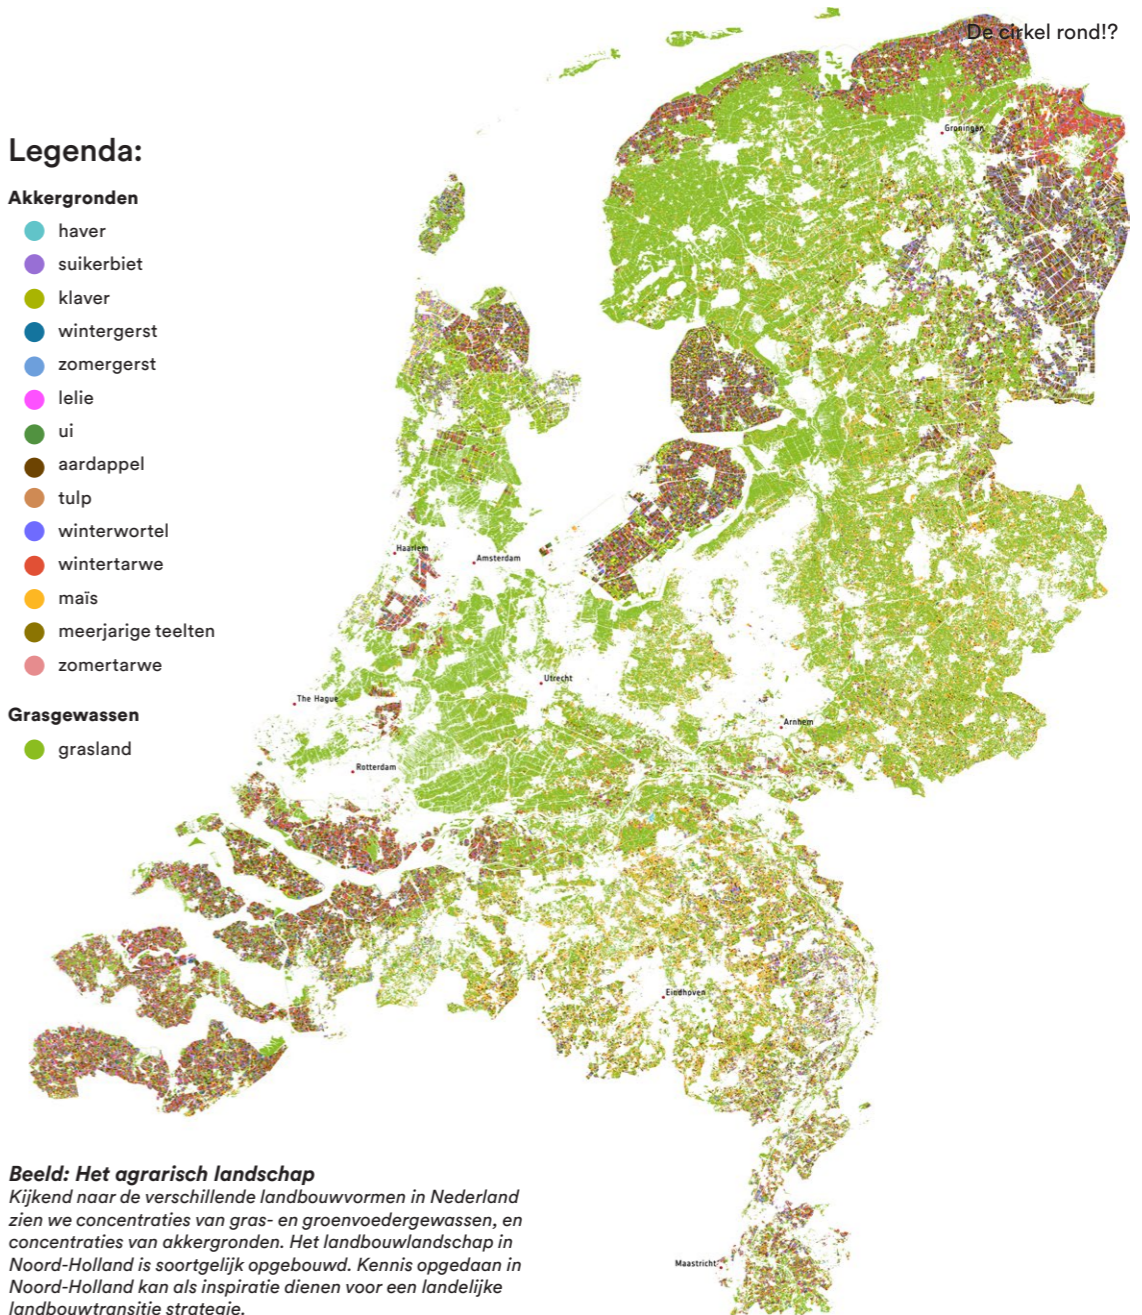 De cirkel rond!?
Legenda:
Akkergronden
haver
suikerbiet
klaver
wintergerst
zomergerst
lelie
ui
aardappel
tulp
winterwortel
wintertarwe
maïs
meerjarige teelten
zomertarwe
Grasgewassen
grasland
Groningen
Haarlem
Amsterdam
Utrecht
The Hague
Arnhem
Rotterdam
Eindhoven
Maastricht
Beeld: Het agrarisch landschap
Kijkend naar de verschillende landbouwvormen in Nederland
zien we concentraties van gras- en groenvoedergewassen, en
concentraties van akkergronden. Het landbouwlandschap in
Noord-Holland is soortgelijk opgebouwd. Kennis opgedaan in
Noord-Holland kan als inspiratie dienen voor een landelijke
landbouwtransitie strategie.